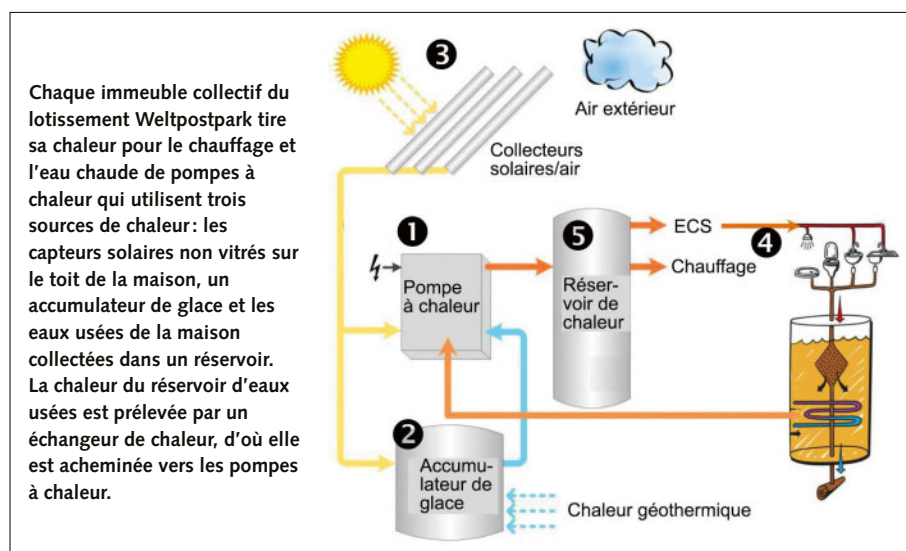 Chaque immeuble collectif du
lotissement Weltpostpark tire
sa chaleur pour le chauffage et
l'eau chaude de pompes à
chaleur qui utilisent trois
sources de chaleur : les
capteurs solaires non vitrés sur
le toit de la maison, un
accumulateur de glace et les
eaux usées de la maison
collectées dans un réservoir.
La chaleur du réservoir d'eaux
usées est prélevée par un
échangeur de chaleur, d'où elle
est acheminée vers les pompes
à chaleur.
3
Air extérieur
Collecteurs
solaires/air
1
Pompe
à chaleur
5
Réser-
voir de
chaleur
ECS
4
Chauffage
2
Accumu-
lateur de
glace
Chaleur géothermique